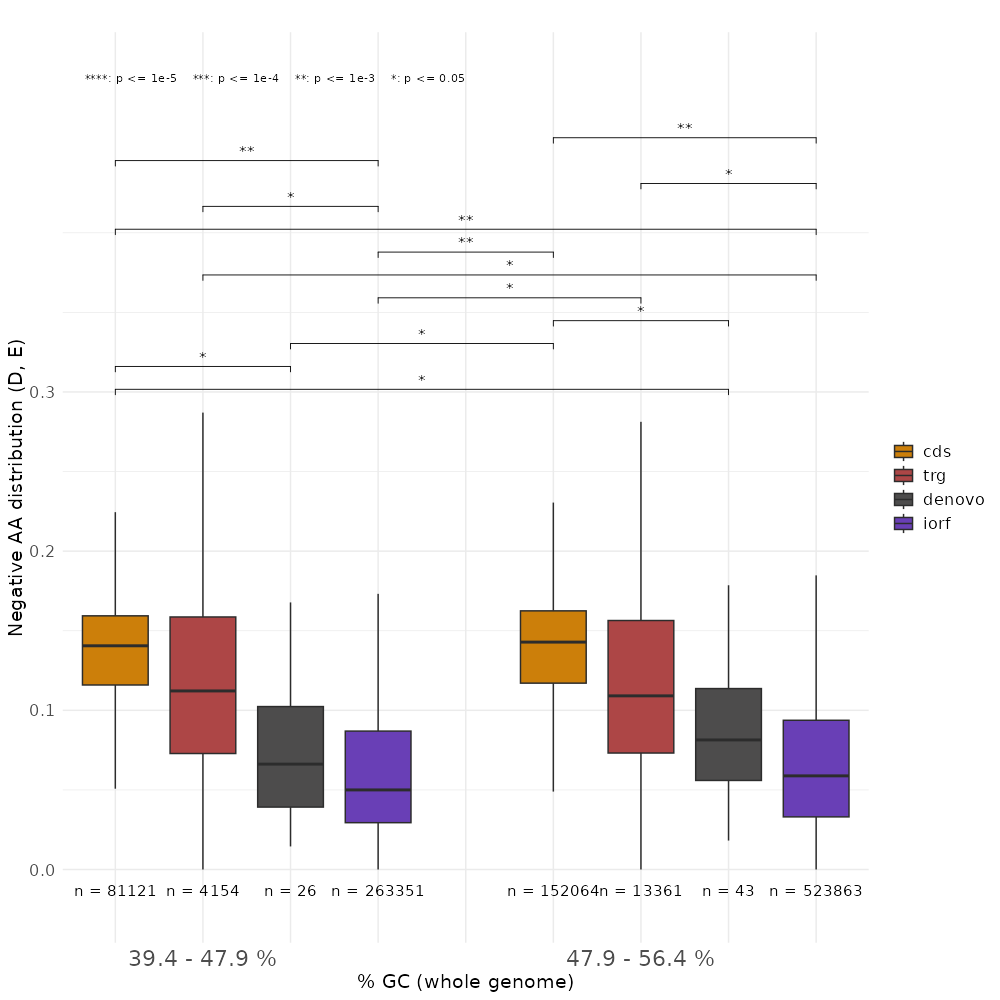 ****: p <= 1e-5 ***: p <= 1e-4 **: p <= 1e-3 *: p <= 0.05
**
**
*
*
**
**
*
*
*
*
*
*
Negative AA distribution (D, E)
0.3
0.2
0.1
0.0
cds
trg
denovo
iorf
n = 81121 n = 4154 n = 26 n = 263351 n = 152064 n = 13361 n = 43 n = 523863
39.4 - 47.9 % 47.9 - 56.4 %
% GC (whole genome)